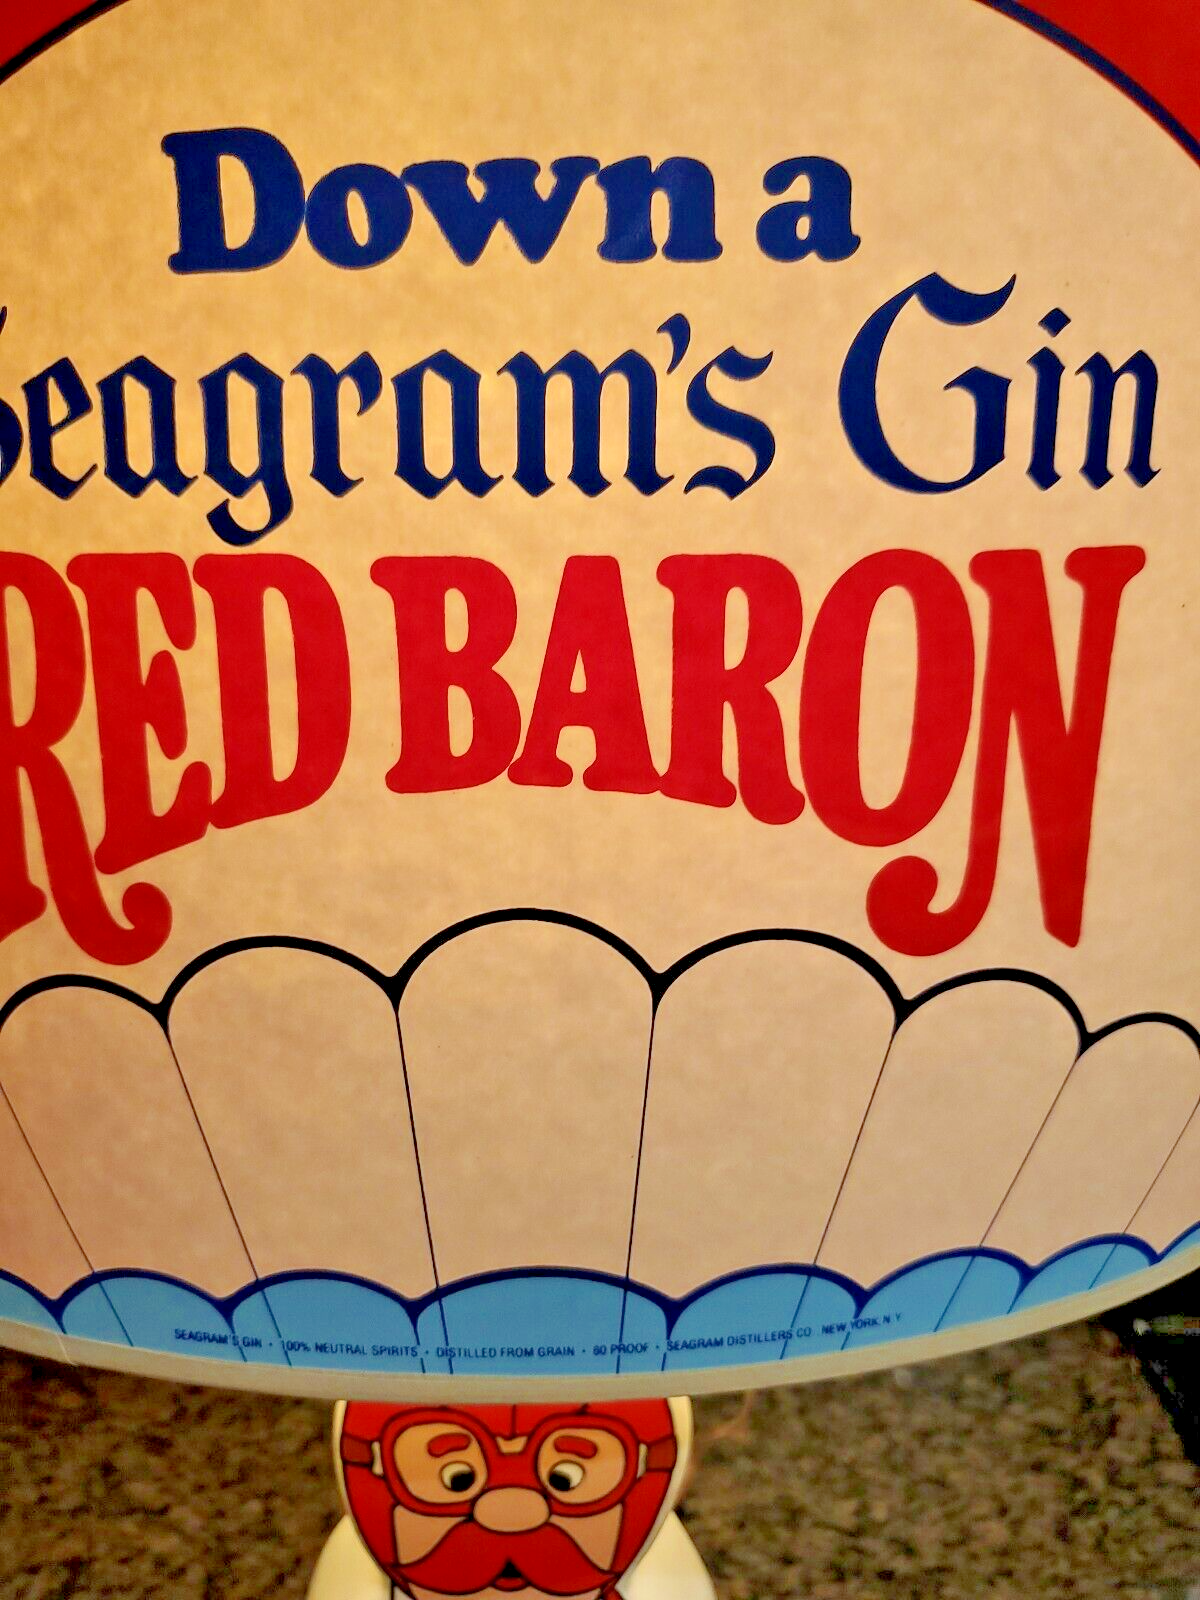 Down a
Seagram's Gin
RED BARON
SEAGRAM'S GIN • 100% NEUTRAL SPIRITS • DISTILLED FROM GRAIN • 80 PROOF • SEAGRAM DISTILLERS CO NEW YORK. N.Y